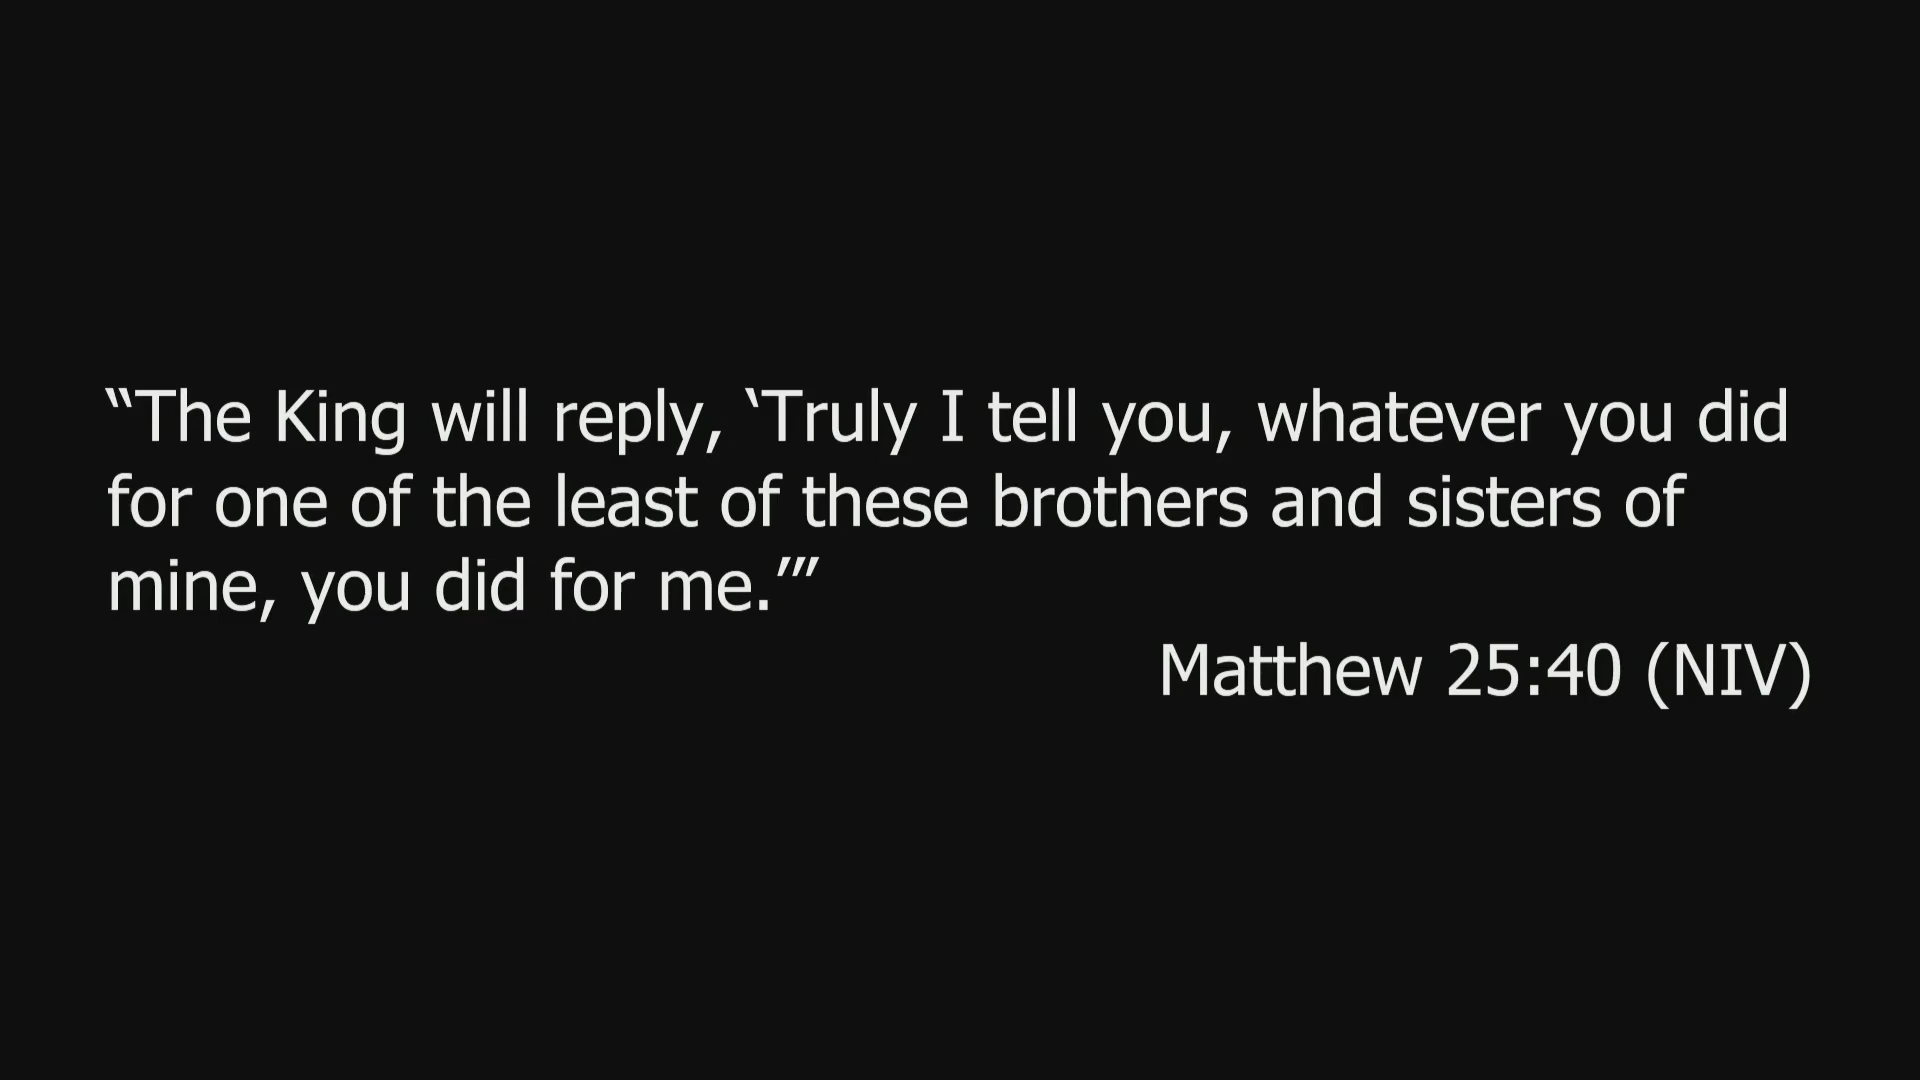 “The King will reply, ‘Truly I tell you, whatever you did
for one of the least of these brothers and sisters of
mine, you did for me.’”
Matthew 25:40 (NIV)